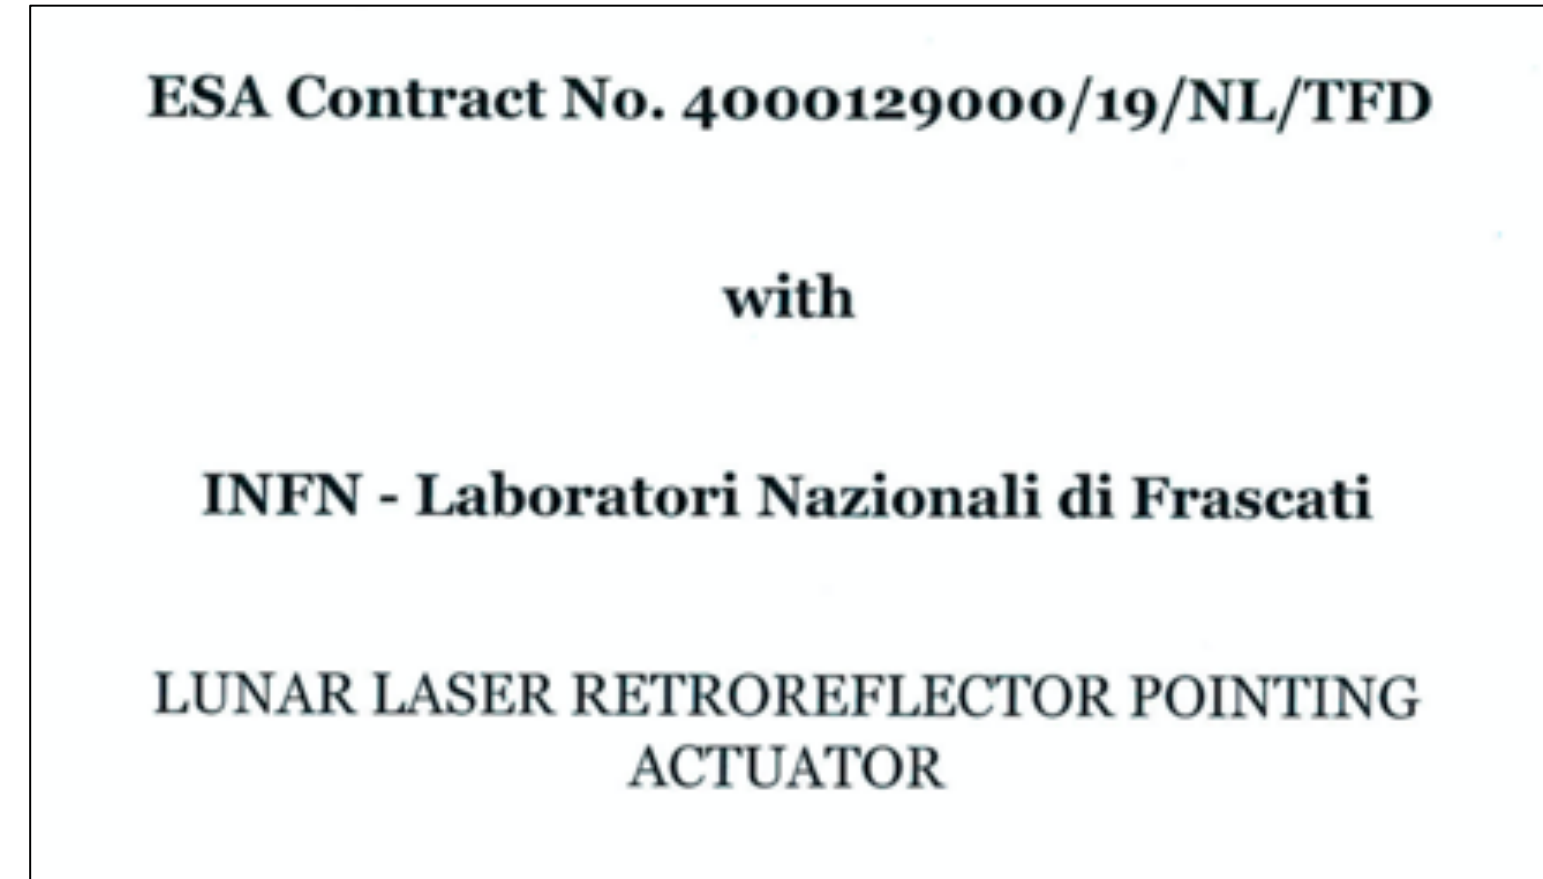 ESA Contract No. 4000129000/19/NL/TFD
with
INFN - Laboratori Nazionali di Frascati
LUNAR LASER RETROREFLECTOR POINTING
ACTUATOR